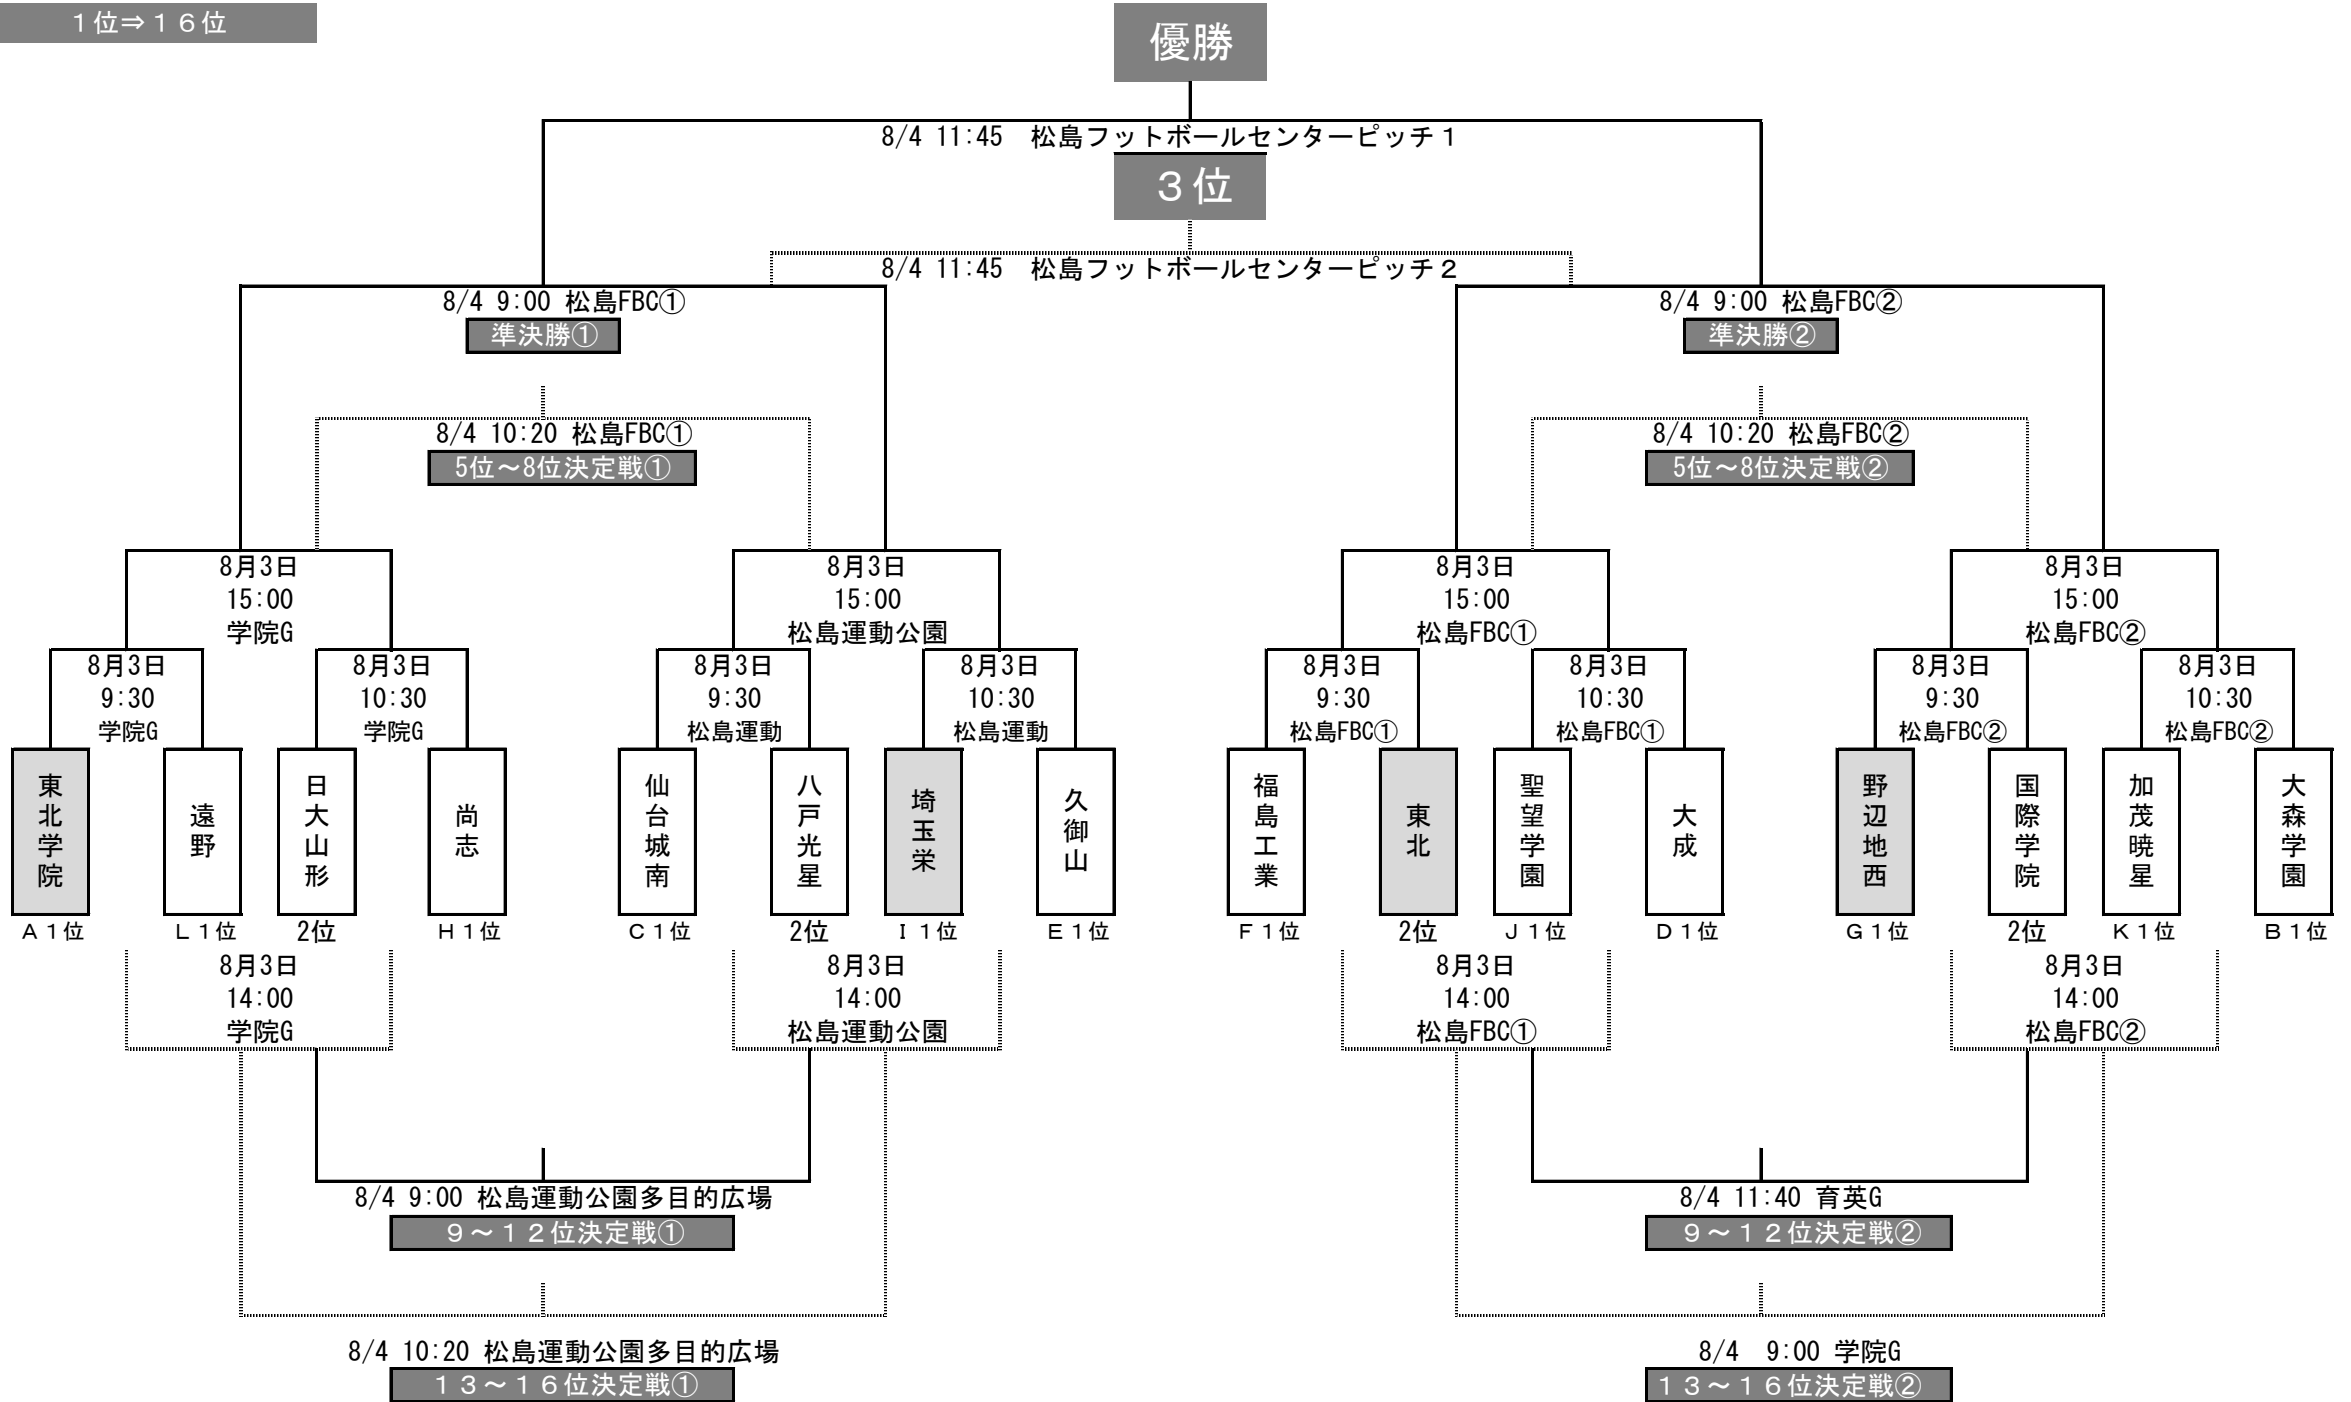 １位⇒１６位
優勝
8/4 11:45　松島フットボールセンターピッチ１
３位
8/4 11:45　松島フットボールセンターピッチ２
8/4 9:00 松島FBC①
8/4 9:00 松島FBC②
準決勝①
準決勝②
8/4 10:20 松島FBC①
8/4 10:20 松島FBC②
5位～8位決定戦①
5位～8位決定戦②
8月3日
15:00
学院G
8月3日
15:00
松島運動公園
8月3日
15:00
松島FBC①
8月3日
15:00
松島FBC②
8月3日
9:30
学院G
8月3日
10:30
学院G
8月3日
9:30
松島運動
8月3日
10:30
松島運動
8月3日
9:30
松島FBC①
8月3日
10:30
松島FBC①
8月3日
9:30
松島FBC②
8月3日
10:30
松島FBC②
東北学院
遠野
日大山形
尚志
仙台城南
八戸光星
埼玉栄
久御山
福島工業
東北
聖望学園
大成
野辺地西
国際学院
加茂暁星
大森学園
Ａ１位
Ｌ１位
2位
Ｈ１位
Ｃ１位
2位
Ｉ１位
Ｅ１位
Ｆ１位
2位
Ｊ１位
Ｄ１位
Ｇ１位
2位
Ｋ１位
Ｂ１位
8月3日
14:00
学院G
8月3日
14:00
松島運動公園
8月3日
14:00
松島FBC①
8月3日
14:00
松島FBC②
8/4 9:00 松島運動公園多目的広場
8/4 11:40 育英G
９～１２位決定戦①
９～１２位決定戦②
8/4 10:20 松島運動公園多目的広場
8/4　9:00 学院G
１３～１６位決定戦①
１３～１６位決定戦②